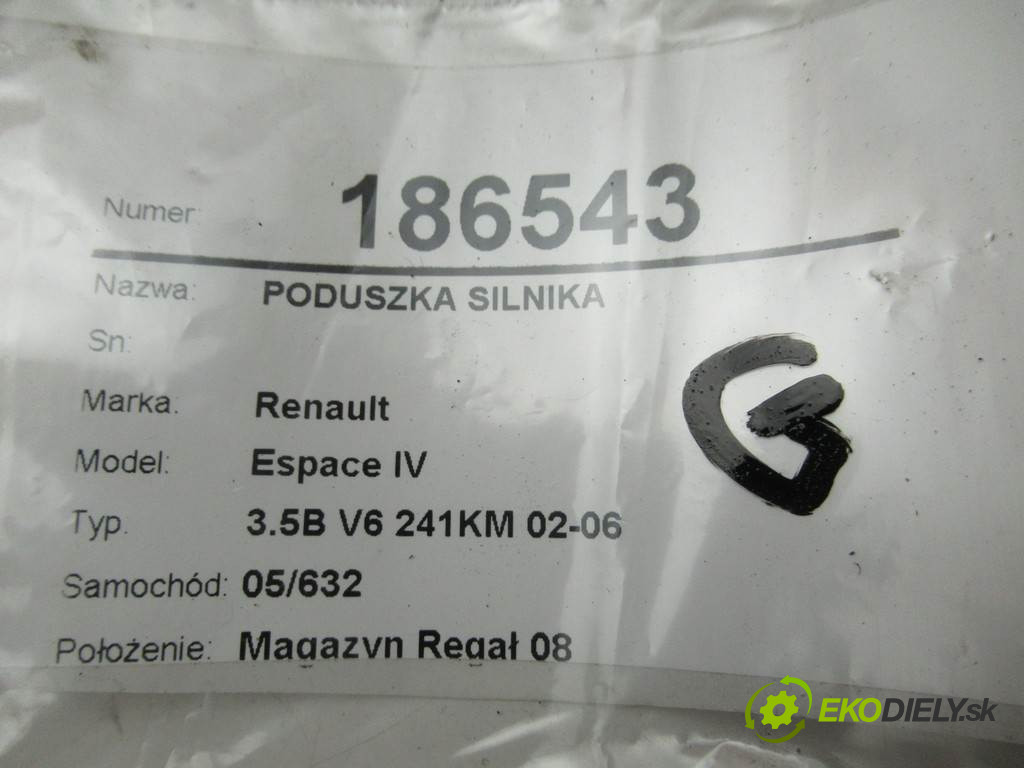 Numer: 186543
Nazwa: PODUSZKA SILNIKA
Sn:
Marka: Renault
Model: Espace IV
Typ. 3.5B V6 241KM 02-06
Samochód: 05/632
Położenie: Magazyn Regał 08
G
EKODIELY.sk